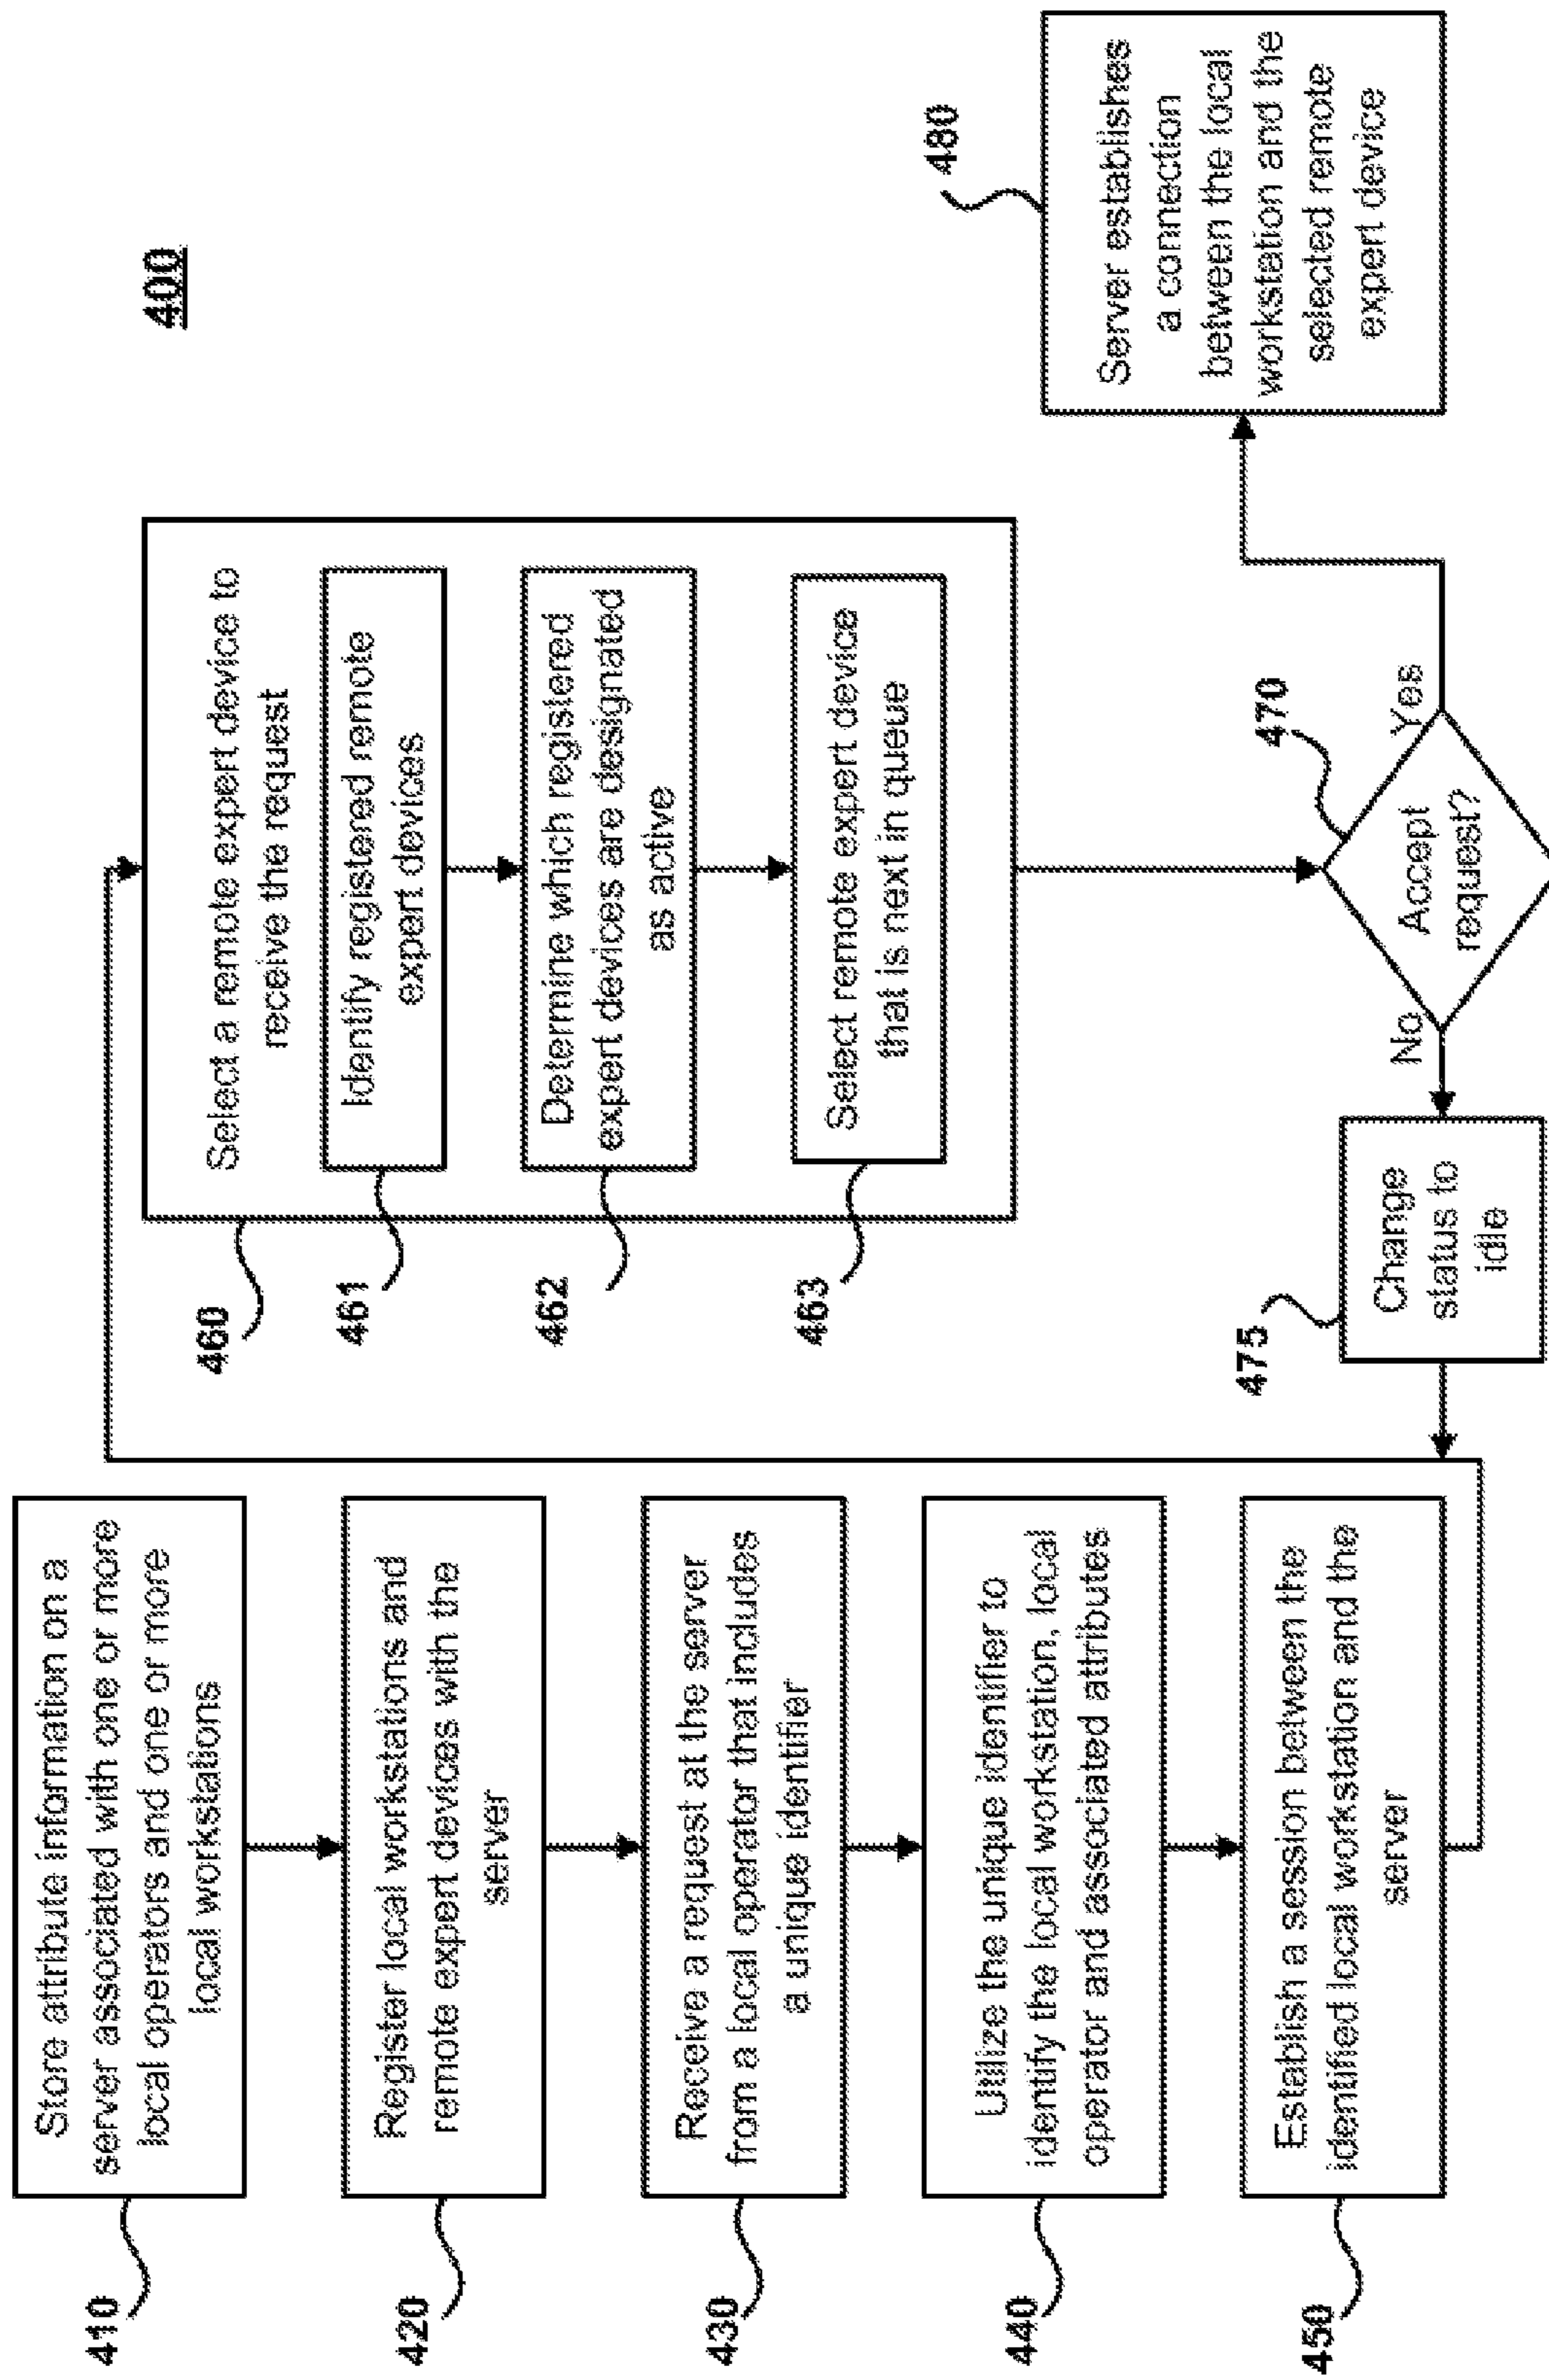 400
410
Store attribute information on a
server associated with one or more
local operators and one or more
local workstations
420
Register local workstations and
remote expert devices with the
server
430
Receive a request at the server
from a local operator that includes
a unique identifier
440
Utilize the unique identifier to
identify the local workstation, local
operator and associated attributes
450
Establish a session between the
identified local workstation and the
server
460
Select a remote expert device to
receive the request
461
Identify registered remote
expert devices
462
Determine which registered
expert devices are designated
as active
463
Select remote expert device
that is next in queue
470
Accept
request?
No
Yes
475
Change
status to
idle
480
Server establishes
a connection
between the local
workstation and the
selected remote
expert device